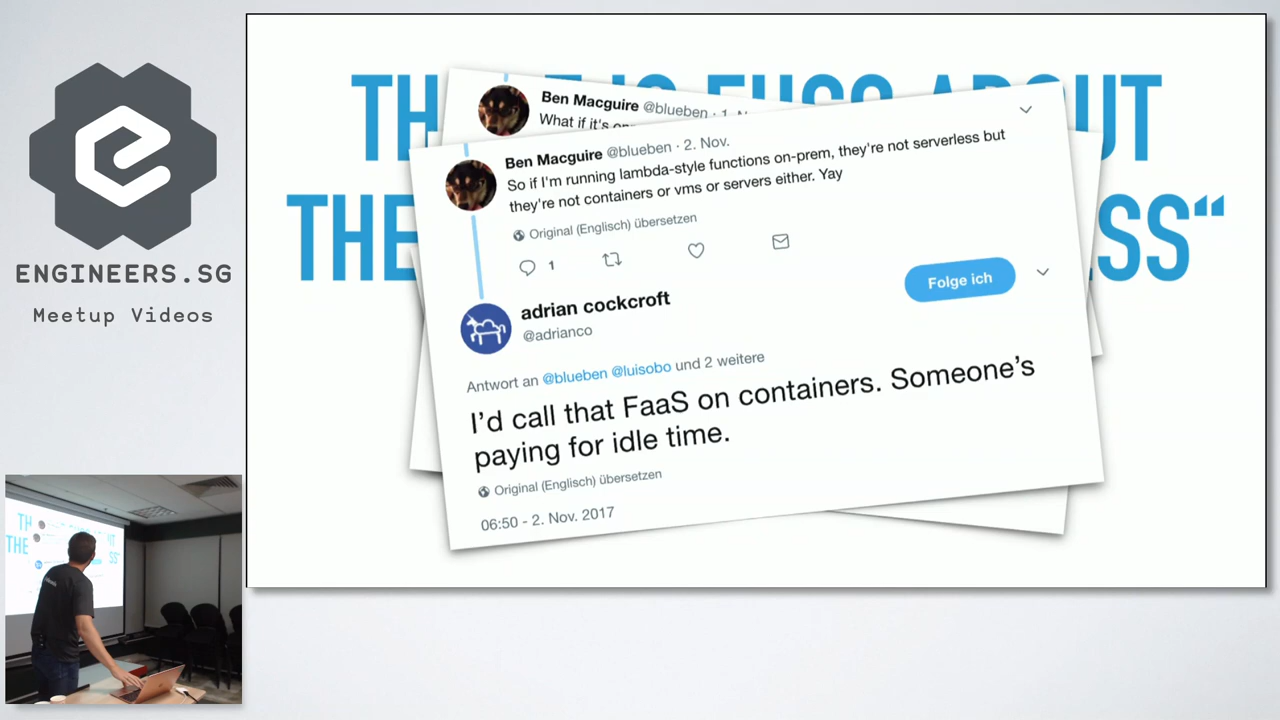 ENGINEERS.SG
Meetup Videos
TH
ABOUT
THE
SS“
Ben Macguire @blueben
What if it's
Ben Macguire @blueben · 2. Nov.
So if I'm running lambda-style functions on-prem, they're not serverless but
they're not containers or vms or servers either. Yay
Original (Englisch) übersetzen
1
adrian cockcroft
@adrianco
Folge ich
Antwort an @blueben @luisobo und 2 weitere
I’d call that FaaS on containers. Someone’s
paying for idle time.
Original (Englisch) übersetzen
06:50 - 2. Nov. 2017